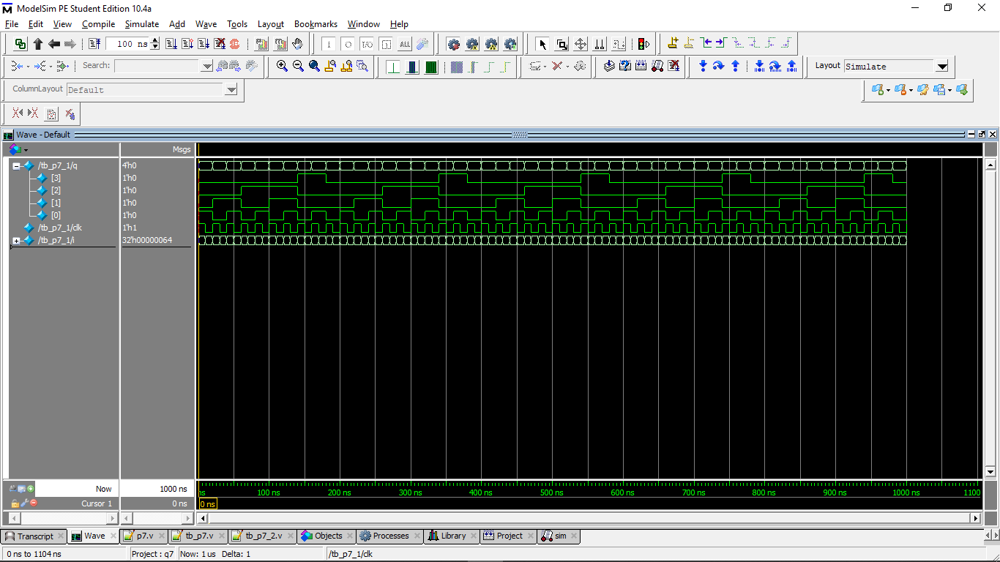 ModelSim PE Student Edition 10.4a
File Edit View Compile Simulate Add Wave Tools Layout Bookmarks Window Help
100 ns
Search: Layout Simulate
ColumnLayout Default
Wave - Default
Msgs
/tb_p7_1/q 4'h0
[3] 1'h0
[2] 1'h0
[1] 1'h0
[0] 1'h0
/tb_p7_1/clk 1'h1
/tb_p7_1/i 32'h00000064
Now 1000 ns ns 100 ns 200 ns 300 ns 400 ns 500 ns 600 ns 700 ns 800 ns 900 ns 1000 ns 1100
Cursor 1 0 ns 0 ns
Transcript Wave p7.v tb_p7.v tb_p7_2.v Objects Processes Library Project sim
0 ns to 1104 ns Project : q7 Now: 1 us Delta: 1 /tb_p7_1/clk